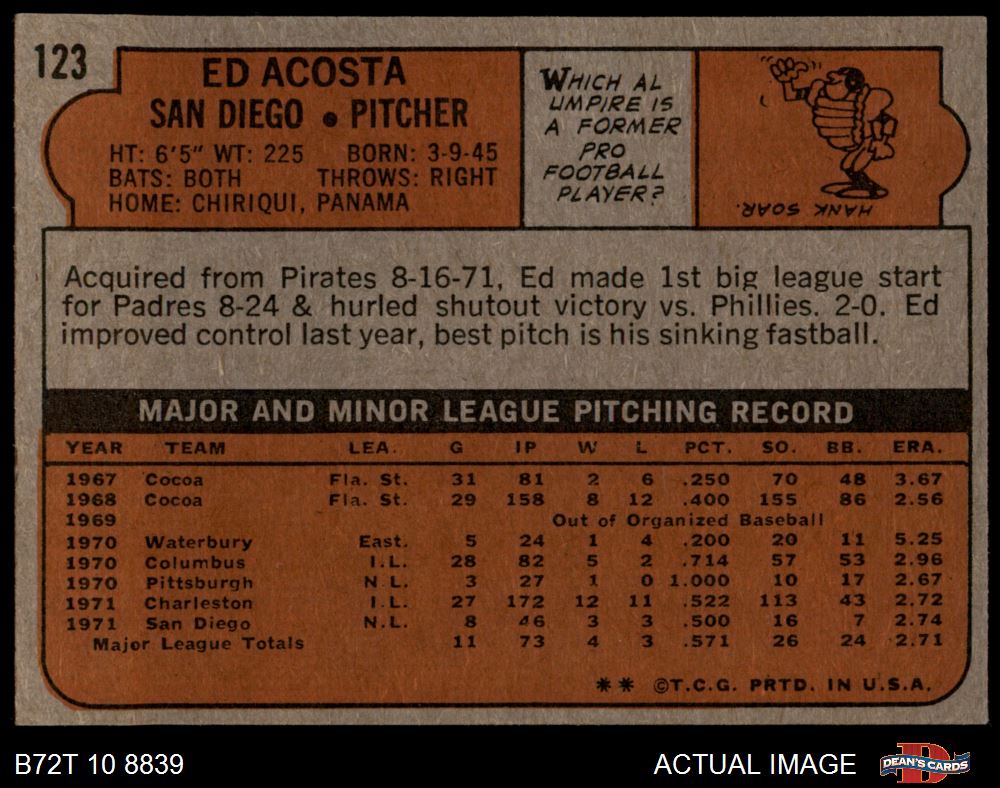 123
ED ACOSTA
SAN DIEGO • PITCHER
HT: 6'5" WT: 225 BORN: 3-9-45
BATS: BOTH THROWS: RIGHT
HOME: CHIRIQUI, PANAMA
WHICH AL
UMPIRE IS
A FORMER
PRO
FOOTBALL
PLAYER?
HANK SOAR.
Acquired from Pirates 8-16-71, Ed made 1st big league start
for Padres 8-24 & hurled shutout victory vs. Phillies. 2-0. Ed
improved control last year, best pitch is his sinking fastball.
MAJOR AND MINOR LEAGUE PITCHING RECORD
YEAR TEAM LEA. G IP W L PCT. SO. BB. ERA.
1967 Cocoa Fla. St. 31 81 2 6 .250 70 48 3.67
1968 Cocoa Fla. St. 29 158 8 12 .400 155 86 2.56
1969 Out of Organized Baseball
1970 Waterbury East. 5 24 1 4 .200 20 11 5.25
1970 Columbus I.L. 28 82 5 2 .714 57 53 2.96
1970 Pittsburgh N.L. 3 27 1 0 1.000 10 17 2.67
1971 Charleston I.L. 27 172 12 11 .522 113 43 2.72
1971 San Diego N.L. 8 46 3 3 .500 16 7 2.74
Major League Totals 11 73 4 3 .571 26 24 2.71
** ©T.C.G. PRTD. IN U.S.A.
B72T 10 8839 ACTUAL IMAGE DEAN'S CARDS